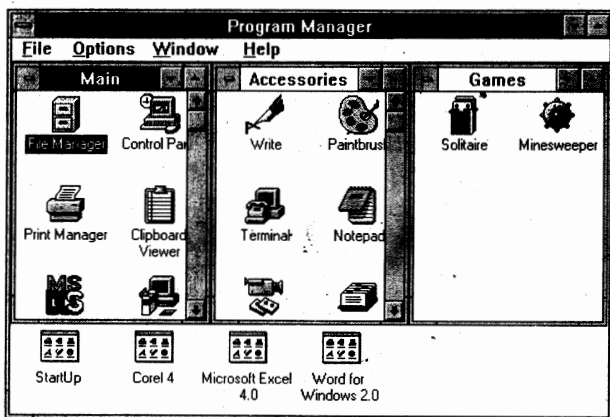 Program Manager
File Options Window Help
Main
File Manager
Control Pan
Print Manager
Clipboard
Viewer
MS
DOS
Accessories
Write
Paintbrus
Terminal
Notepad
Games
Solitaire
Minesweeper
StartUp
Corel 4
Microsoft Excel
4.0
Word for
Windows 2.0